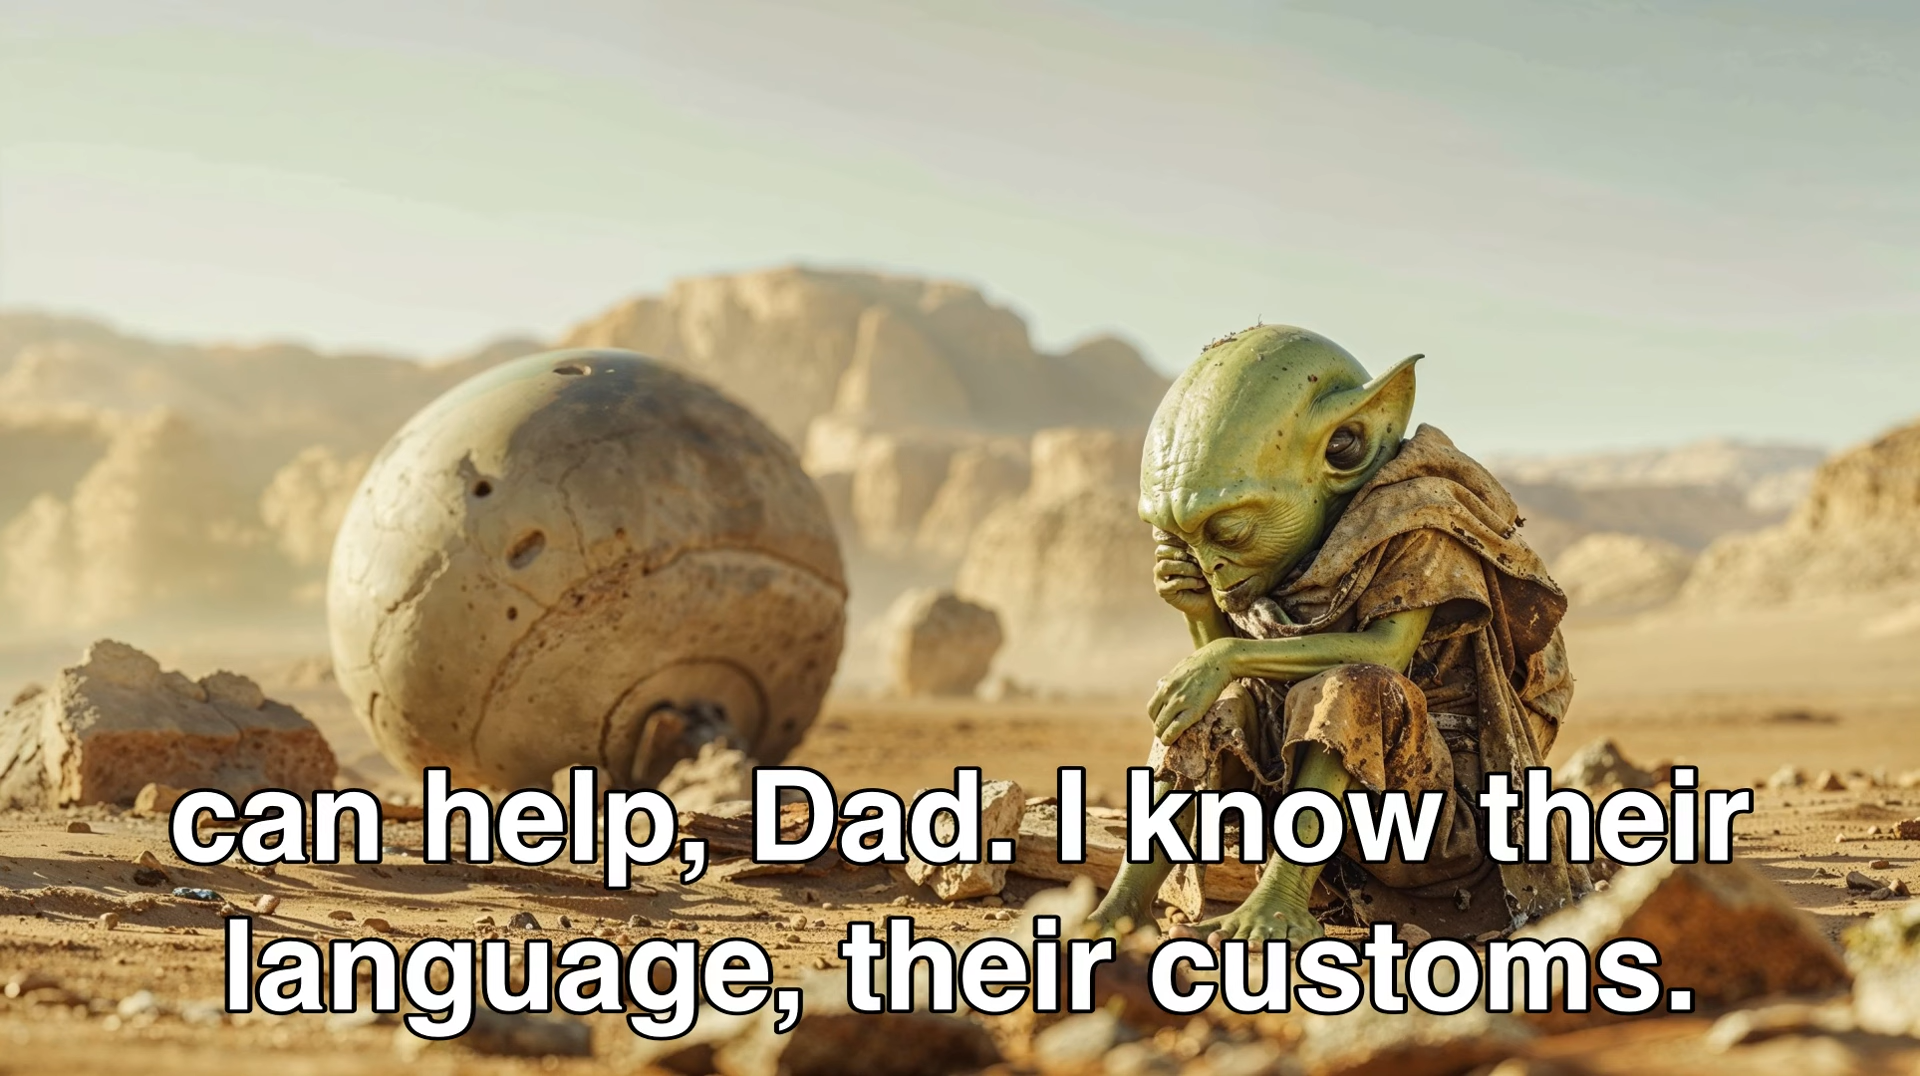 can help, Dad. I know their
language, their customs.